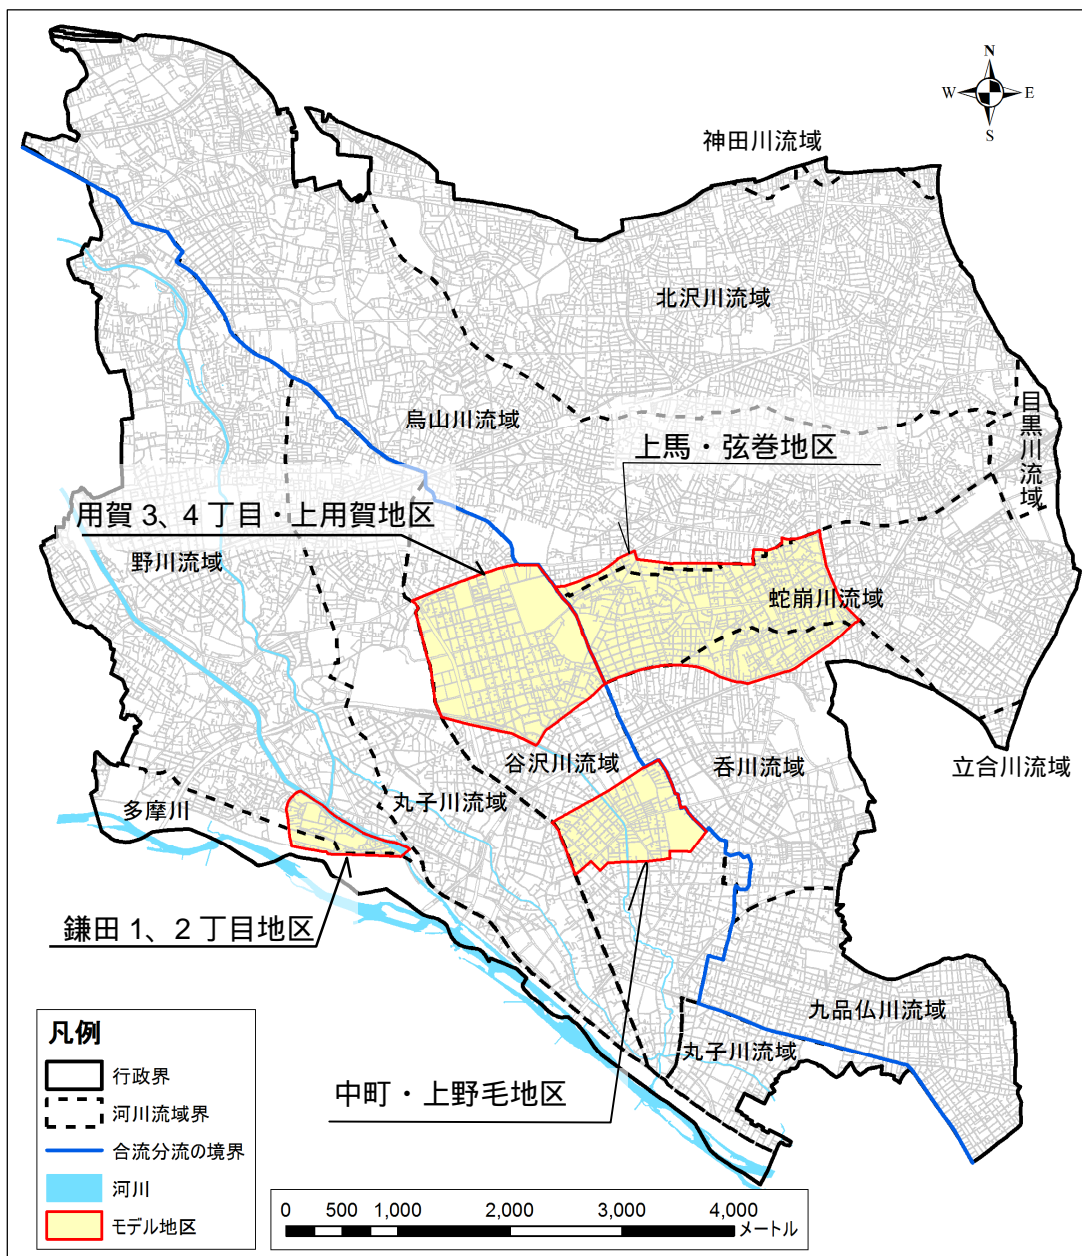 N
W E
S
神田川流域
北沢川流域
烏山川流域
目黒川流域
上馬・弦巻地区
用賀 3、4 丁目・上用賀地区
野川流域
蛇崩川流域
谷沢川流域
呑川流域
立合川流域
丸子川流域
多摩川
鎌田 1、2 丁目地区
九品仏川流域
丸子川流域
中町・上野毛地区
凡例
行政界
河川流域界
合流分流の境界
河川
モデル地区
0 500 1,000 2,000 3,000 4,000
メートル